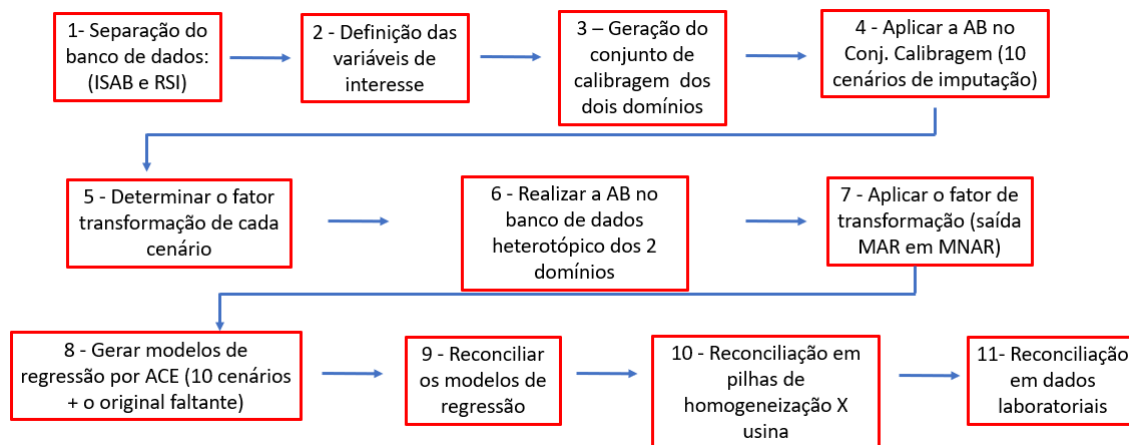 1- Separação do
banco de dados:
(ISAB e RSI)
2 - Definição das
variáveis de
interesse
3 – Geração do
conjunto de
calibragem dos
dois domínios
4 – Aplicar a AB no
Conj. Calibragem (10
cenários de imputação)
5 - Determinar o fator
transformação de cada
cenário
6 - Realizar a AB no
banco de dados
heterotópico dos 2
domínios
7 – Aplicar o fator de
transformação (saída
MAR em MNAR)
8 - Gerar modelos de
regressão por ACE (10 cenários
+ o original faltante)
9 - Reconciliar
os modelos de
regressão
10 - Reconciliação em
pilhas de
homogeneização X
usina
11- Reconciliação
em dados
laboratoriais